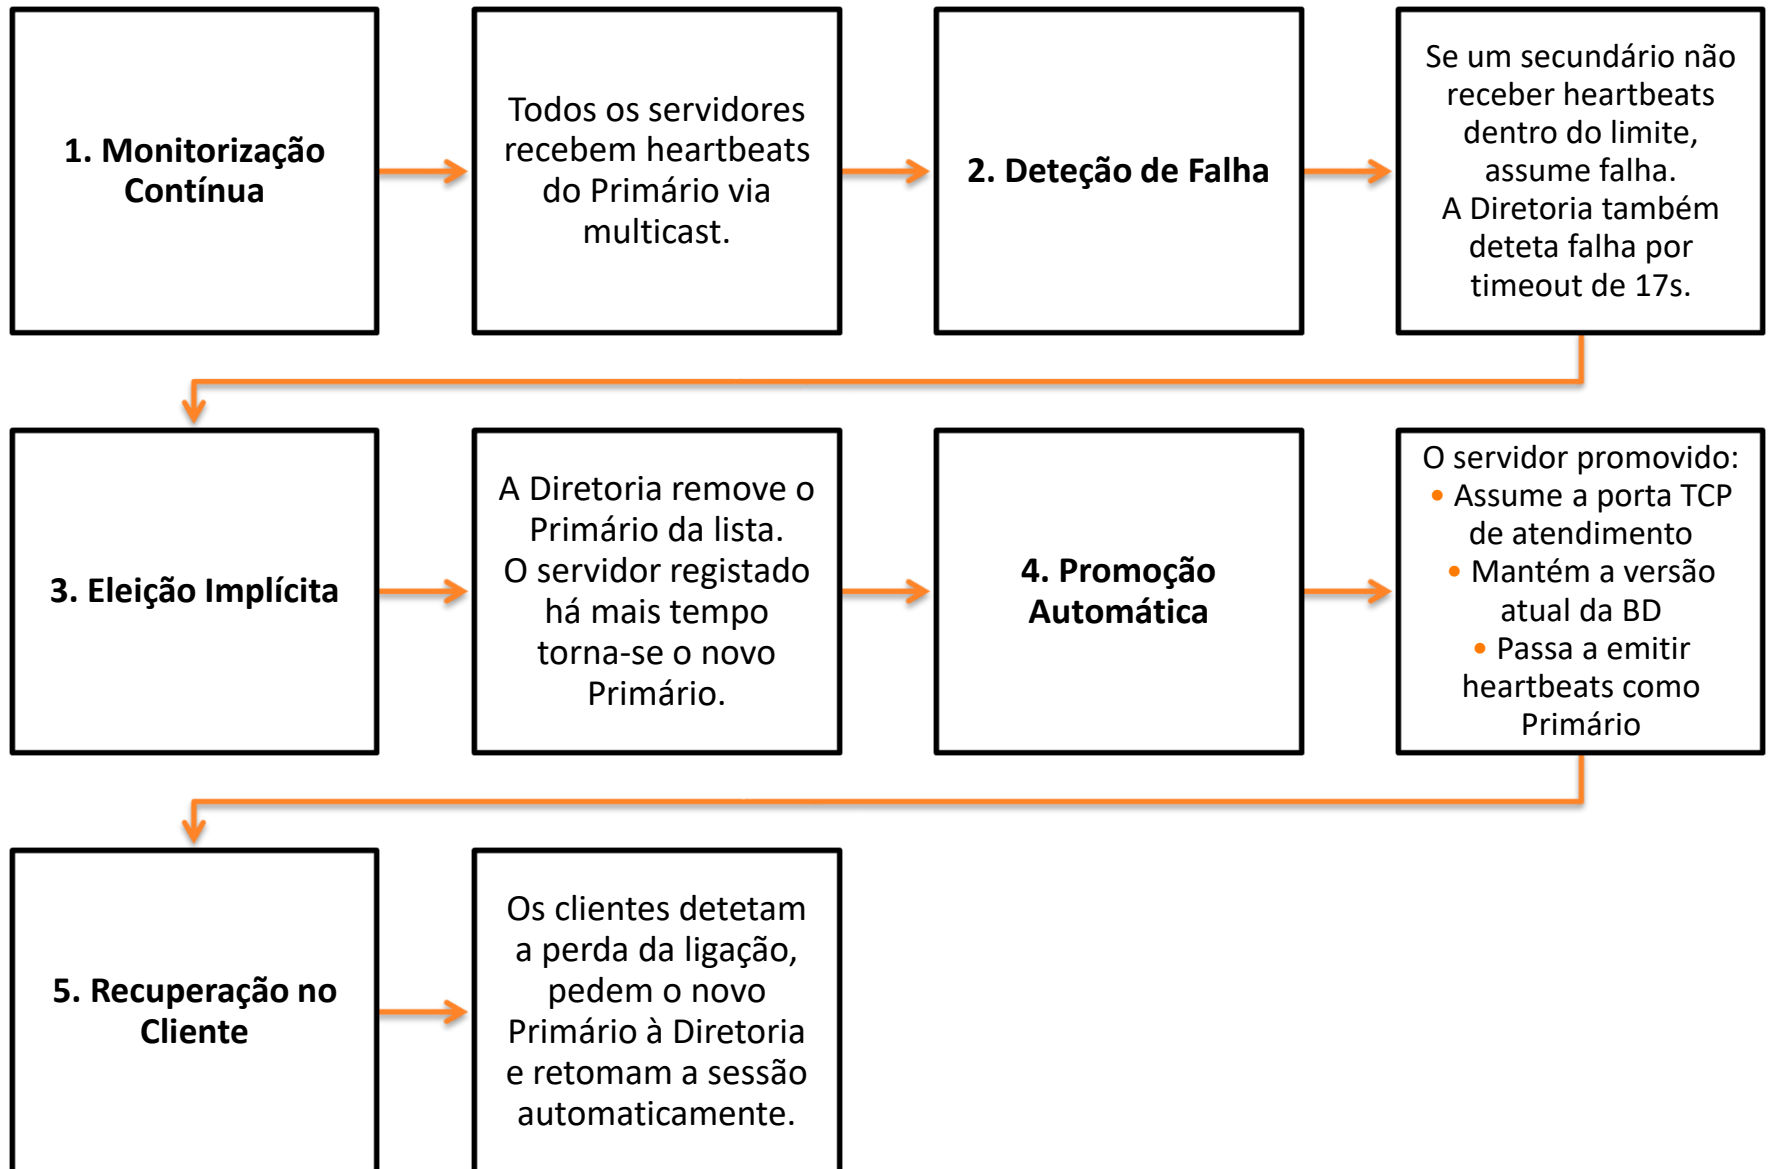 1. Monitorização
Contínua
Todos os servidores
recebem heartbeats
do Primário via
multicast.
2. Deteção de Falha
Se um secundário não
receber heartbeats
dentro do limite,
assume falha.
A Diretoria também
deteta falha por
timeout de 17s.
3. Eleição Implícita
A Diretoria remove o
Primário da lista.
O servidor registado
há mais tempo
torna-se o novo
Primário.
4. Promoção
Automática
O servidor promovido:
• Assume a porta TCP
de atendimento
• Mantém a versão
atual da BD
• Passa a emitir
heartbeats como
Primário
5. Recuperação no
Cliente
Os clientes detetam
a perda da ligação,
pedem o novo
Primário à Diretoria
e retomam a sessão
automaticamente.